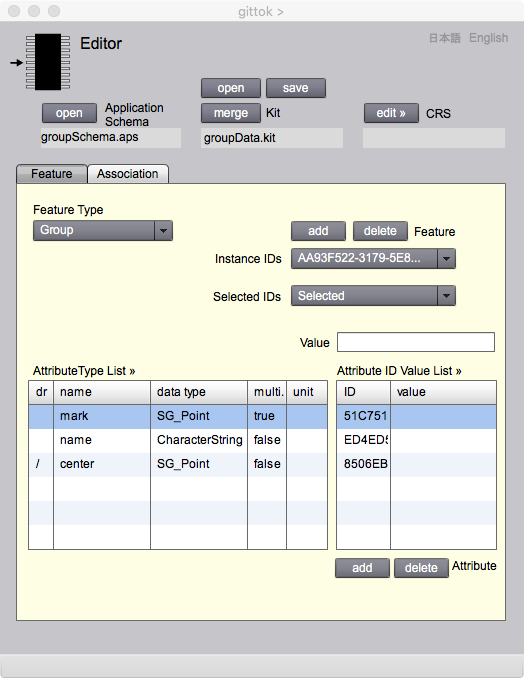 gittok >
Editor
日本語 English
open save
open Application Schema merge Kit edit » CRS
groupSchema.aps groupData.kit
Feature Association
Feature Type
Group add delete Feature
Instance IDs AA93F522-3179-5E8...
Selected IDs Selected
Value
AttributeType List » Attribute ID Value List »
dr name data type multi. unit ID value
mark SG_Point true 51C751
name CharacterString false ED4ED5
/ center SG_Point false 8506EB
add delete Attribute